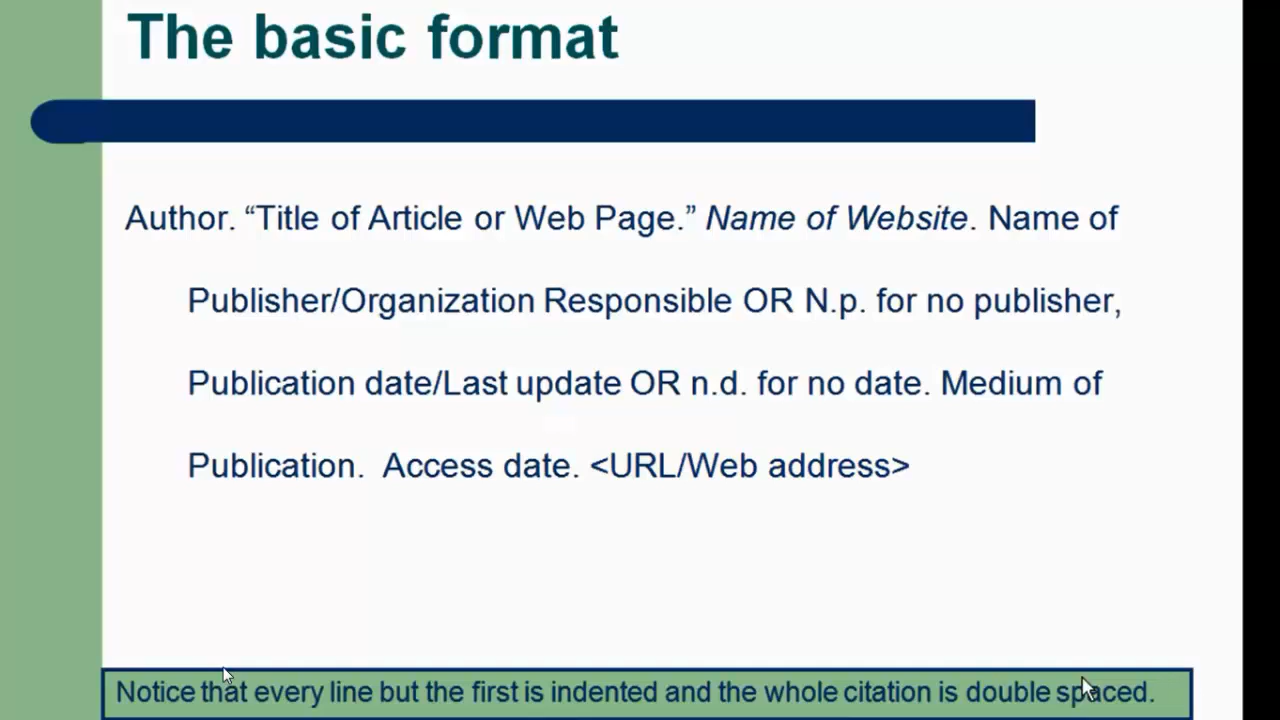 The basic format
Author. “Title of Article or Web Page.” Name of Website. Name of
Publisher/Organization Responsible OR N.p. for no publisher,
Publication date/Last update OR n.d. for no date. Medium of
Publication.  Access date. <URL/Web address>
Notice that every line but the first is indented and the whole citation is double spaced.